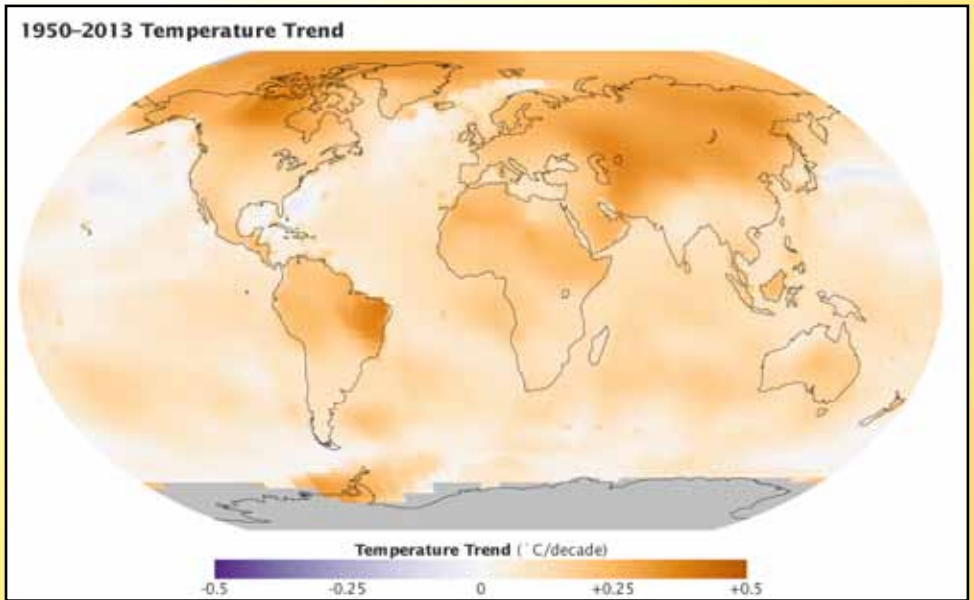 1950–2013 Temperature Trend
Temperature Trend (˚C/decade)
-0.5 -0.25 0 +0.25 +0.5